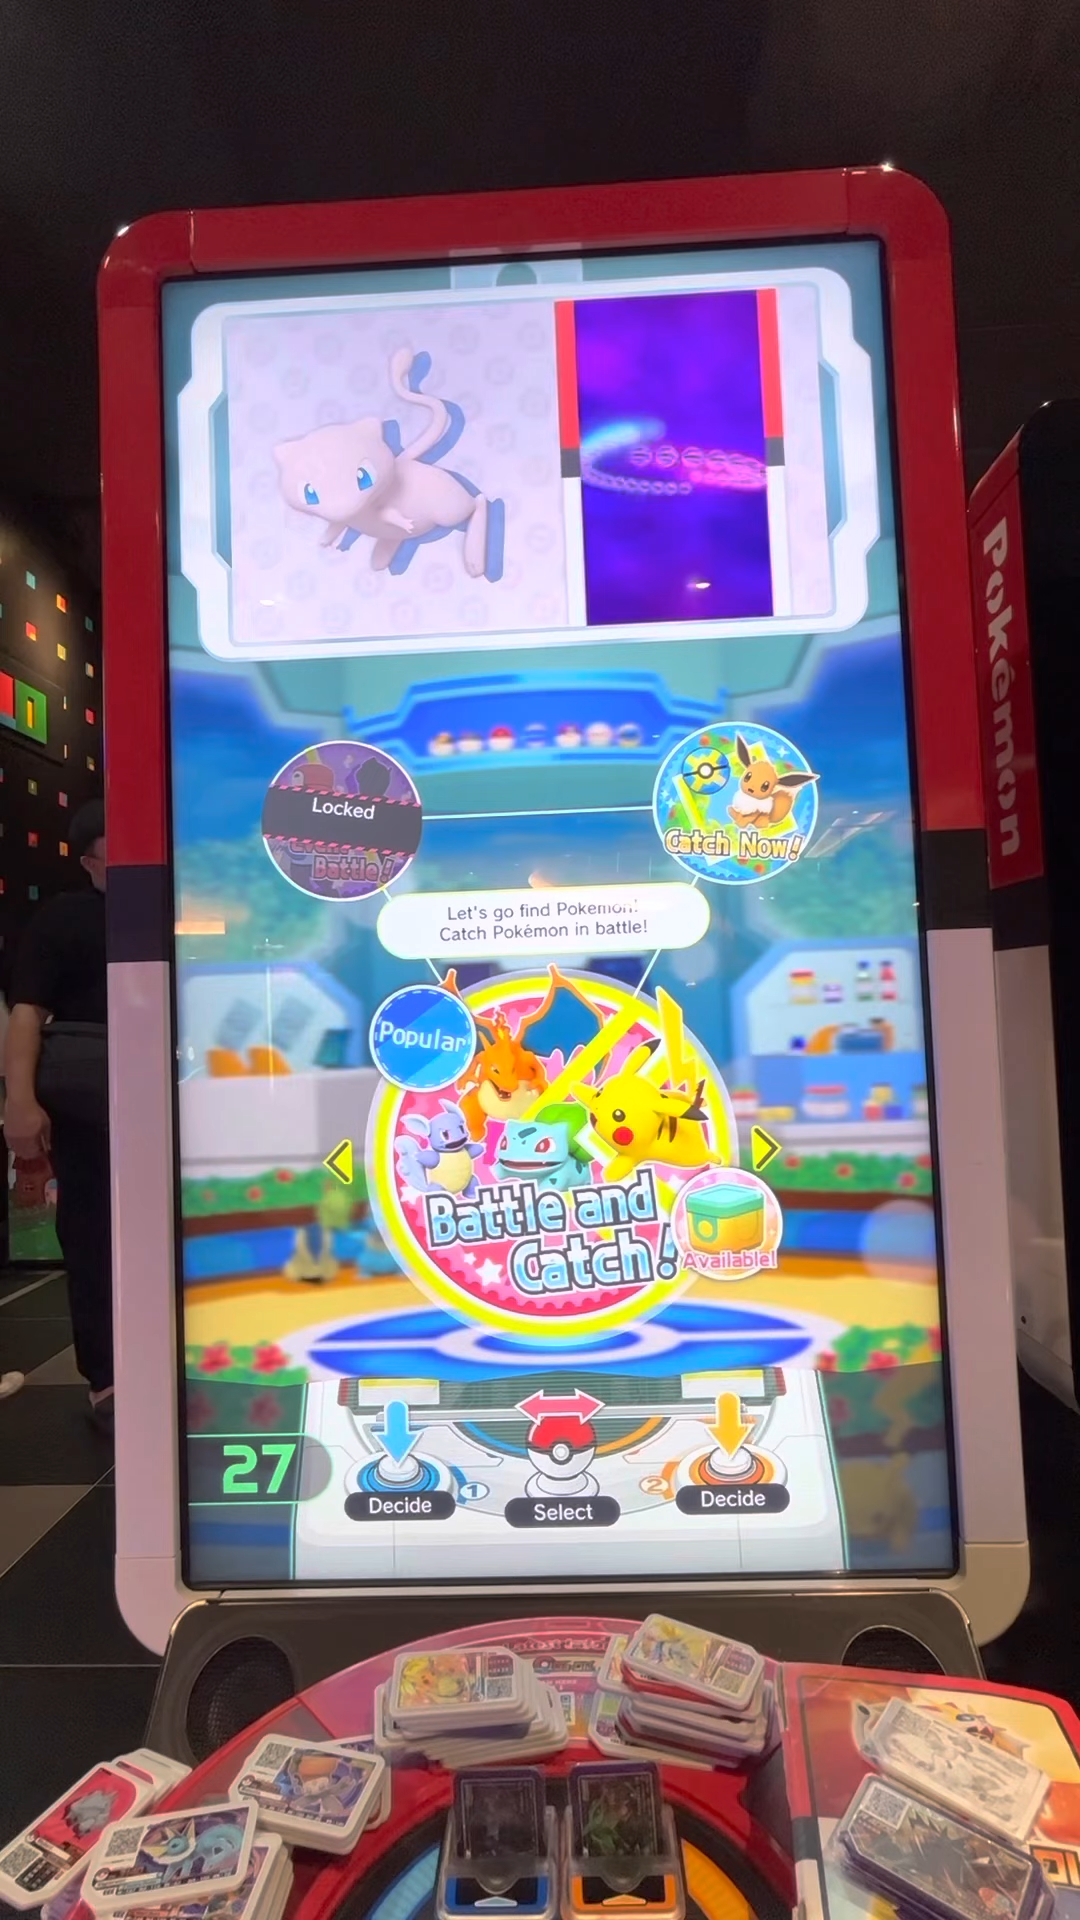 Pokémon
Locked
Battle!
Catch Now!
Let's go find Pokémon!
Catch Pokémon in battle!
Popular
Battle and
Catch!
Available!
27
1
2
Decide
Select
Decide